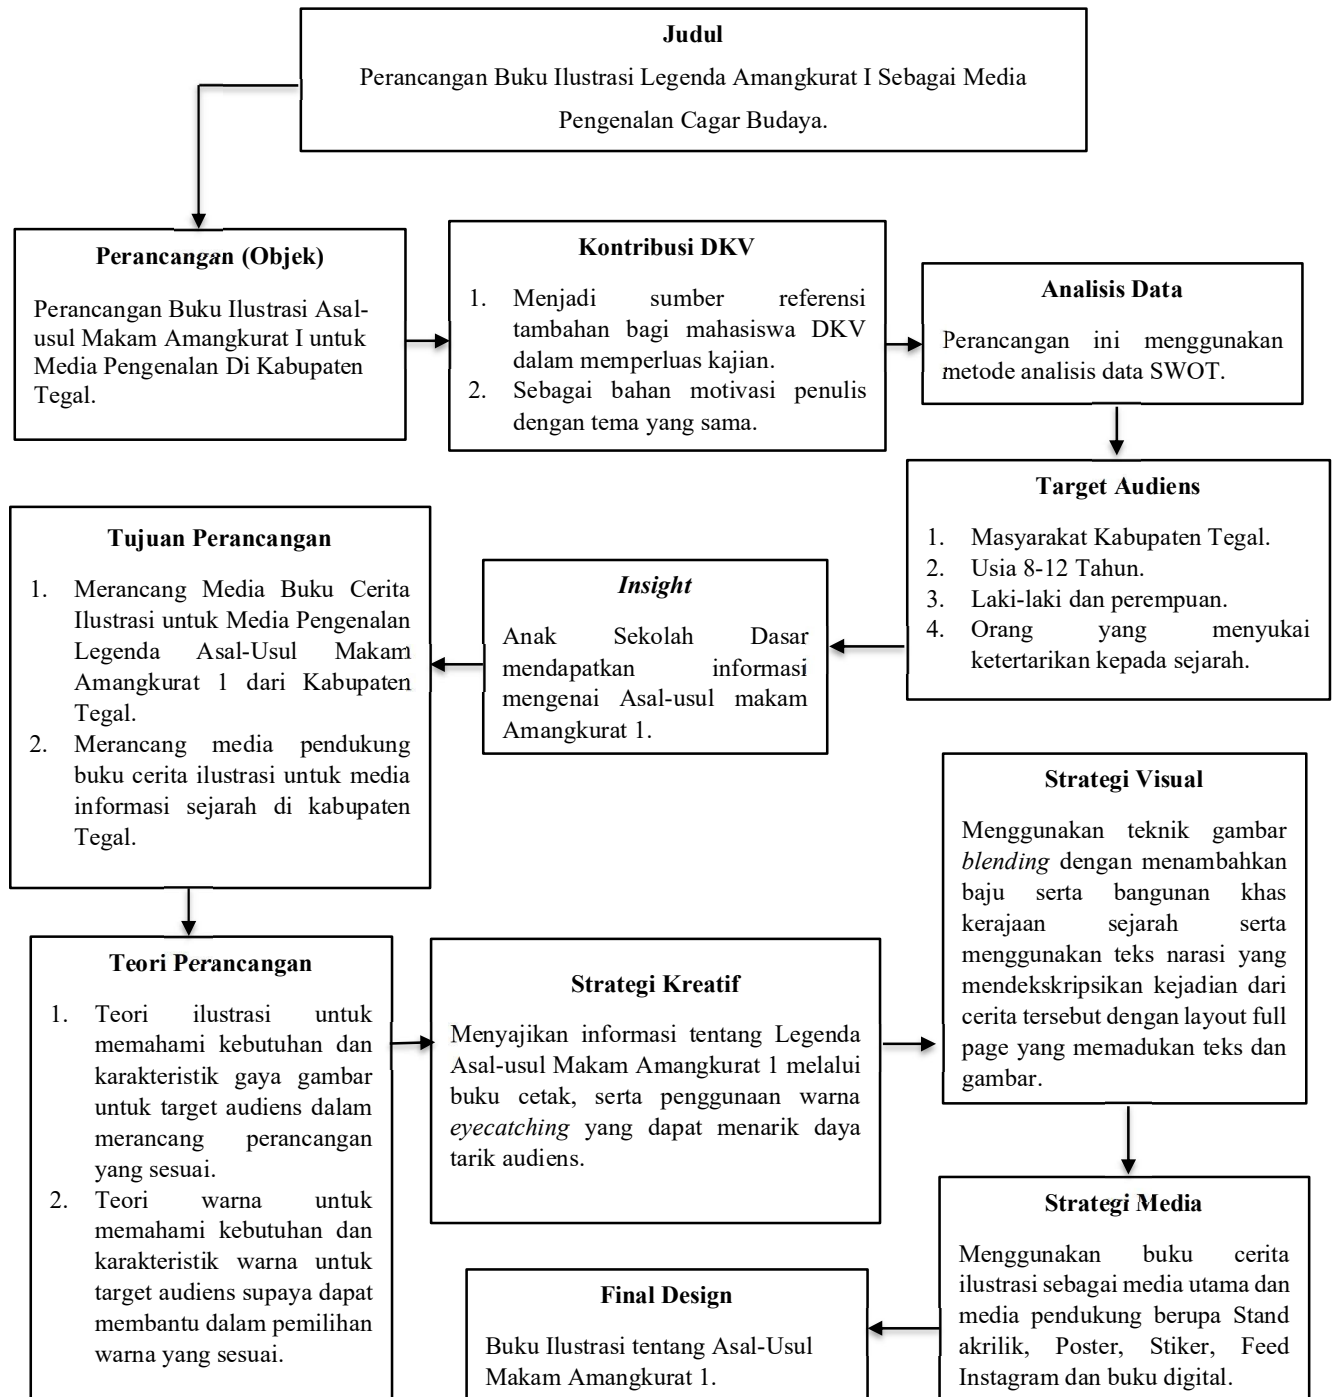 Judul
Perancangan Buku Ilustrasi Legenda Amangkurat I Sebagai Media
Pengenalan Cagar Budaya.
Perancangan (Objek)
Perancangan Buku Ilustrasi Asal-
usul Makam Amangkurat I untuk
Media Pengenalan Di Kabupaten
Tegal.
Kontribusi DKV
1. Menjadi sumber referensi
tambahan bagi mahasiswa DKV
dalam memperluas kajian.
2. Sebagai bahan motivasi penulis
dengan tema yang sama.
Analisis Data
Perancangan ini menggunakan
metode analisis data SWOT.
Target Audiens
1. Masyarakat Kabupaten Tegal.
2. Usia 8-12 Tahun.
3. Laki-laki dan perempuan.
4. Orang yang menyukai
ketertarikan kepada sejarah.
Insight
Anak Sekolah Dasar
mendapatkan informasi
mengenai Asal-usul makam
Amangkurat 1.
Tujuan Perancangan
1. Merancang Media Buku Cerita
Ilustrasi untuk Media Pengenalan
Legenda Asal-Usul Makam
Amangkurat 1 dari Kabupaten
Tegal.
2. Merancang media pendukung
buku cerita ilustrasi untuk media
informasi sejarah di kabupaten
Tegal.
Teori Perancangan
1. Teori ilustrasi untuk
memahami kebutuhan dan
karakteristik gaya gambar
untuk target audiens dalam
merancang perancangan
yang sesuai.
2. Teori warna untuk
memahami kebutuhan dan
karakteristik warna untuk
target audiens supaya dapat
membantu dalam pemilihan
warna yang sesuai.
Strategi Kreatif
Menyajikan informasi tentang Legenda
Asal-usul Makam Amangkurat 1 melalui
buku cetak, serta penggunaan warna
eyecatching yang dapat menarik daya
tarik audiens.
Strategi Visual
Menggunakan teknik gambar
blending dengan menambahkan
baju serta bangunan khas
kerajaan sejarah serta
menggunakan teks narasi yang
mendekskripsikan kejadian dari
cerita tersebut dengan layout full
page yang memadukan teks dan
gambar.
Strategi Media
Menggunakan buku cerita
ilustrasi sebagai media utama dan
media pendukung berupa Stand
akrilik, Poster, Stiker, Feed
Instagram dan buku digital.
Final Design
Buku Ilustrasi tentang Asal-Usul
Makam Amangkurat 1.